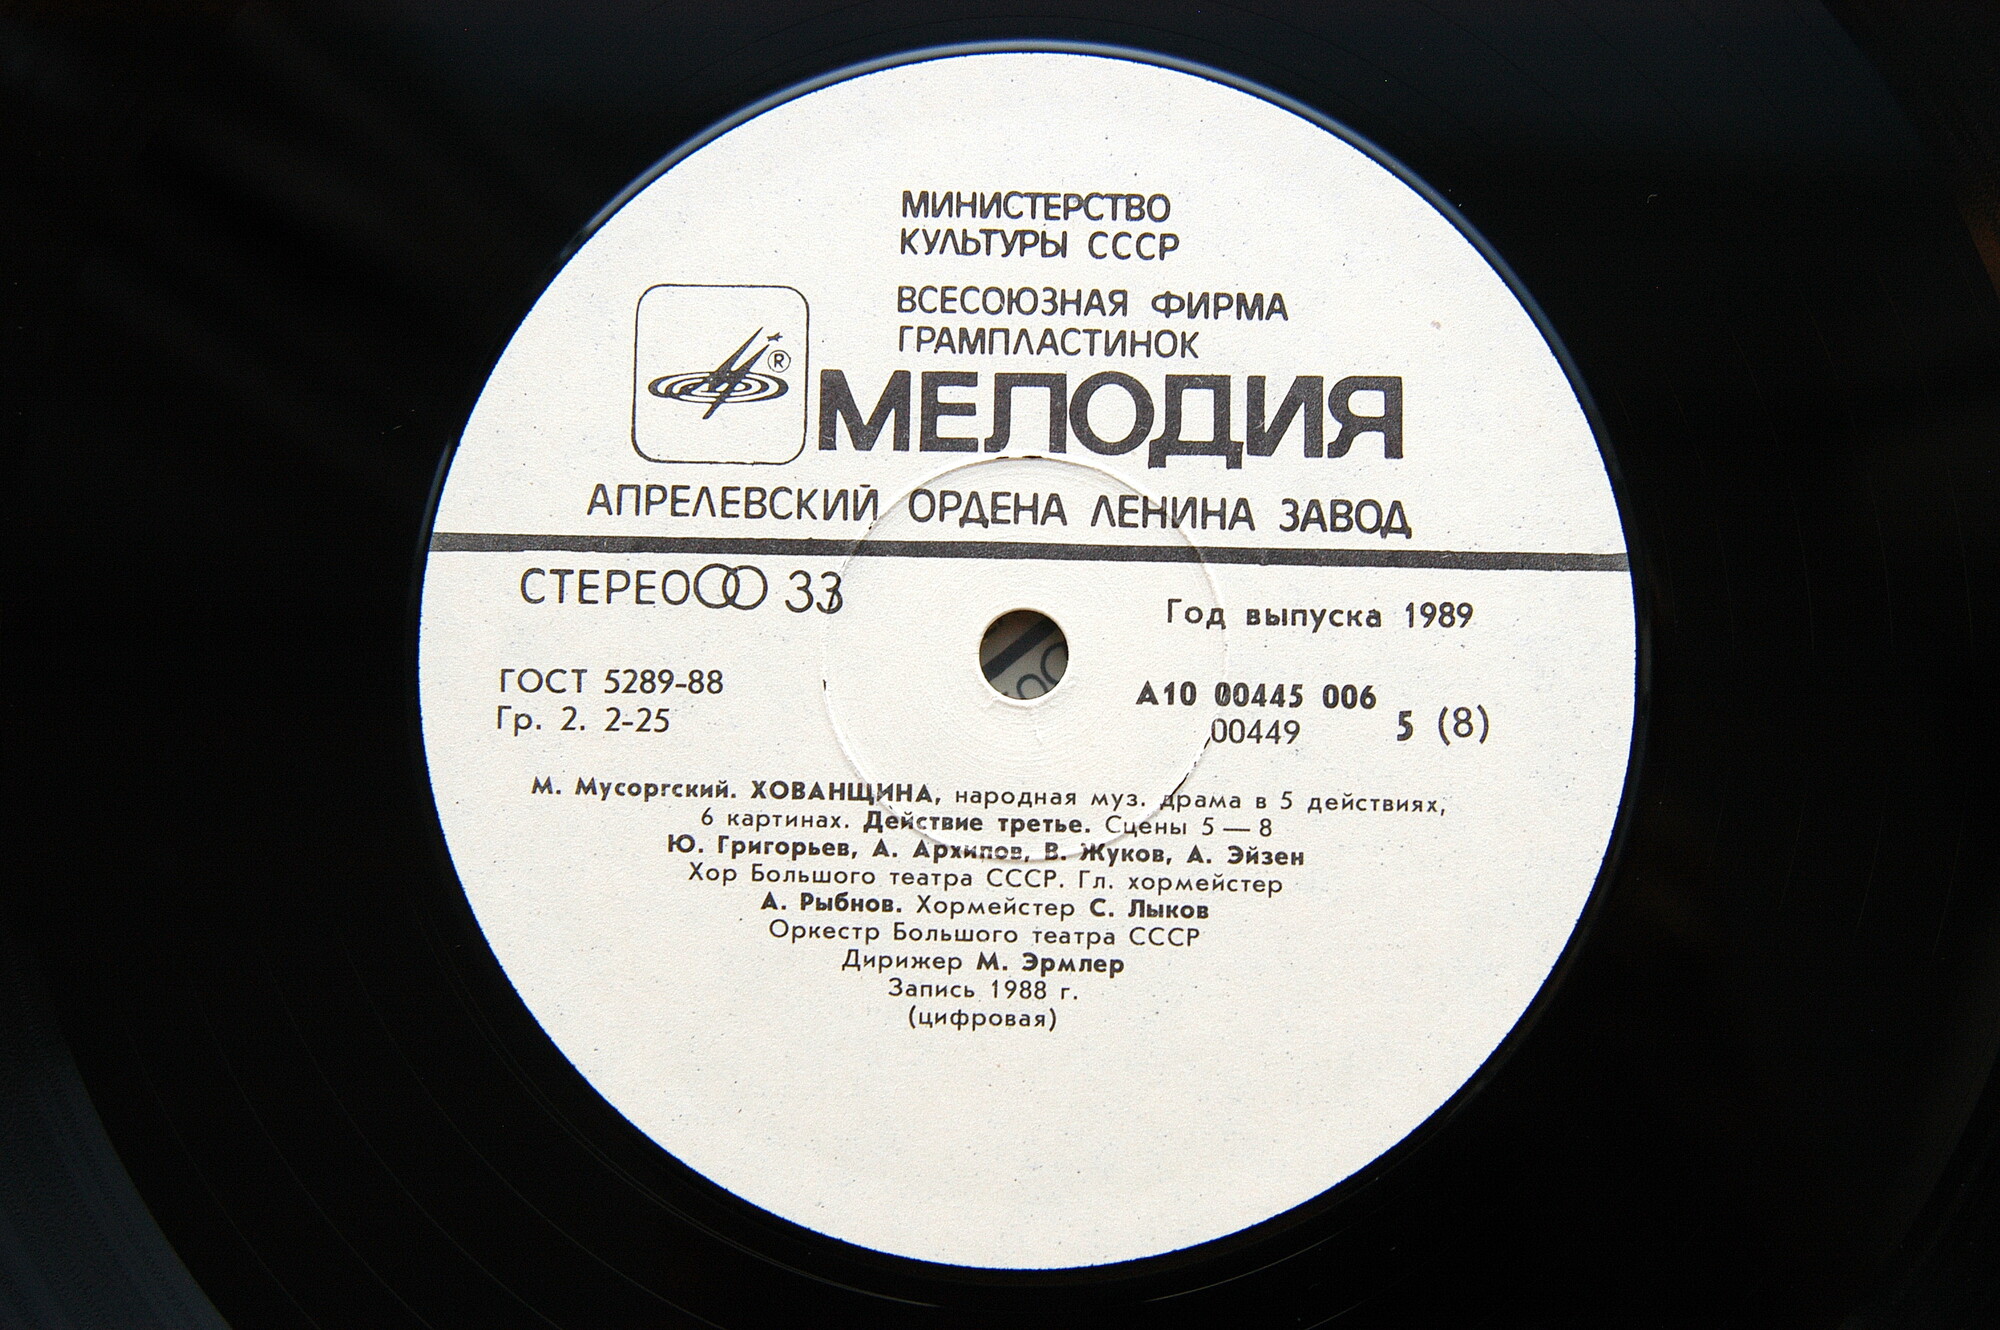 МИНИСТЕРСТВО
КУЛЬТУРЫ СССР
ВСЕСОЮЗНАЯ ФИРМА
ГРАМПЛАСТИНОК
®
МЕЛОДИЯ
АПРЕЛЕВСКИЙ ОРДЕНА ЛЕНИНА ЗАВОД
СТЕРЕО 33
Год выпуска 1989
ГОСТ 5289-88
Гр. 2. 2-25
А10 00445 006
00449
5 (8)
М. Мусоргский. ХОВАНЩИНА, народная муз. драма в 5 действиях,
6 картинах. Действие третье. Сцены 5 — 8
Ю. Григорьев, А. Архипов, В. Жуков, А. Эйзен
Хор Большого театра СССР. Гл. хормейстер
А. Рыбнов. Хормейстер С. Лыков
Оркестр Большого театра СССР
Дирижер М. Эрмлер
Запись 1988 г.
(цифровая)